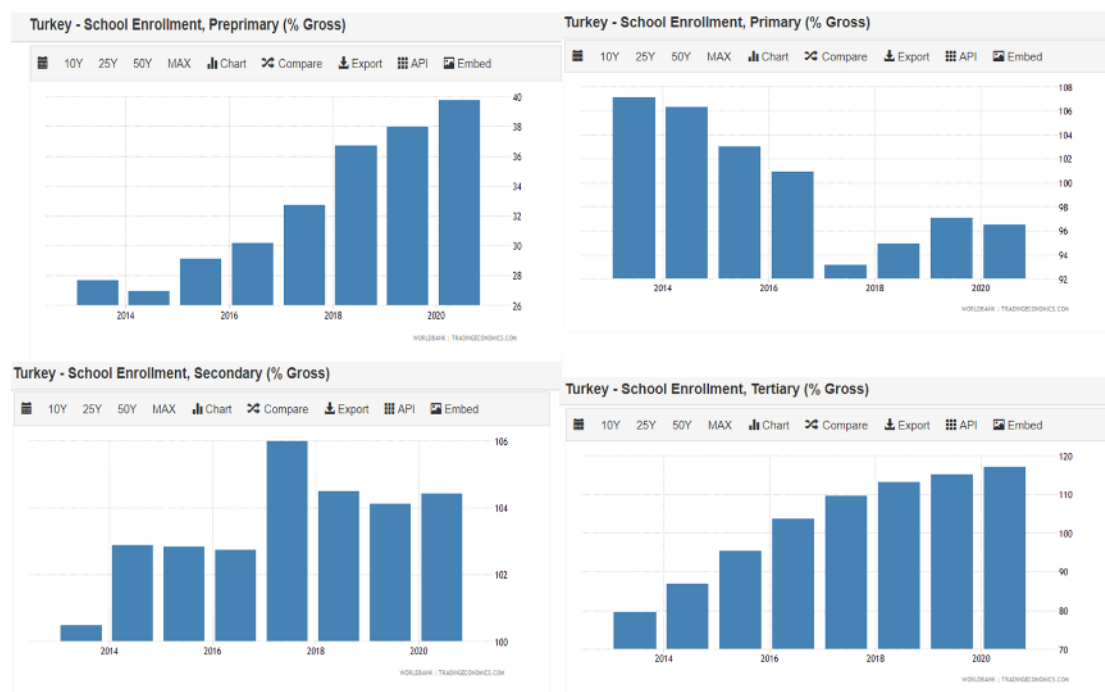 Turkey - School Enrollment, Preprimary (% Gross)
10Y 25Y 50Y MAX Chart Compare Export API Embed
40
38
36
34
32
30
28
26
2014 2016 2018 2020
WORLDBANK | TRADINGECONOMICS.COM
Turkey - School Enrollment, Primary (% Gross)
10Y 25Y 50Y MAX Chart Compare Export API Embed
108
106
104
102
100
98
96
94
92
2014 2016 2018 2020
WORLDBANK | TRADINGECONOMICS.COM
Turkey - School Enrollment, Secondary (% Gross)
10Y 25Y 50Y MAX Chart Compare Export API Embed
106
104
102
100
2014 2016 2018 2020
WORLDBANK | TRADINGECONOMICS.COM
Turkey - School Enrollment, Tertiary (% Gross)
10Y 25Y 50Y MAX Chart Compare Export API Embed
120
110
100
90
80
70
2014 2016 2018 2020
WORLDBANK | TRADINGECONOMICS.COM